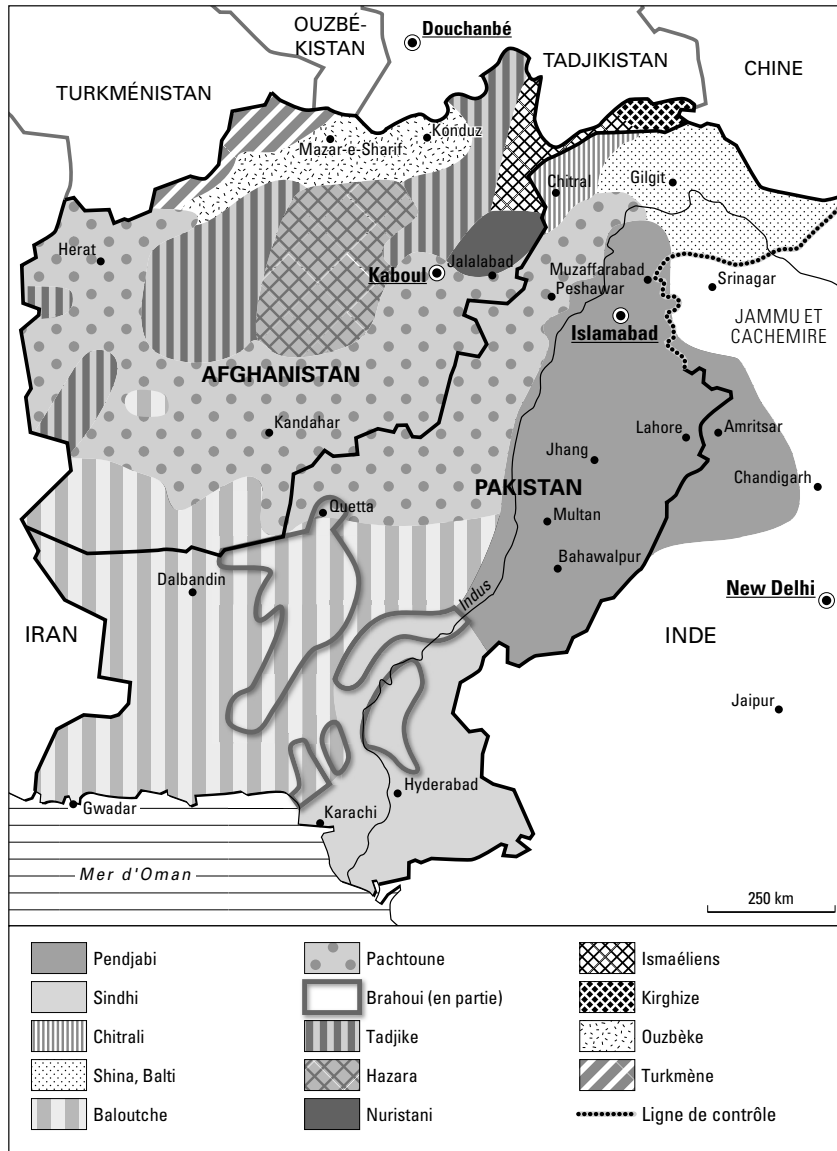 OUZBÉ-
KISTAN
Douchanbé
TADJIKISTAN
CHINE
TURKMÉNISTAN
Mazar-e-Sharif
Konduz
Chitral
Gilgit
Herat
Kaboul
Jalalabad
Muzaffarabad
Peshawar
Srinagar
Islamabad
JAMMU ET
CACHEMIRE
AFGHANISTAN
Kandahar
Lahore
Amritsar
Jhang
Chandigarh
PAKISTAN
Quetta
Multan
Bahawalpur
Dalbandin
Indus
New Delhi
IRAN
INDE
Jaipur
Hyderabad
Gwadar
Karachi
Mer d'Oman
250 km
Pendjabi
Sindhi
Chitrali
Shina, Balti
Baloutche
Pachtoune
Brahoui (en partie)
Tadjike
Hazara
Nuristani
Ismaéliens
Kirghize
Ouzbèke
Turkmène
Ligne de contrôle